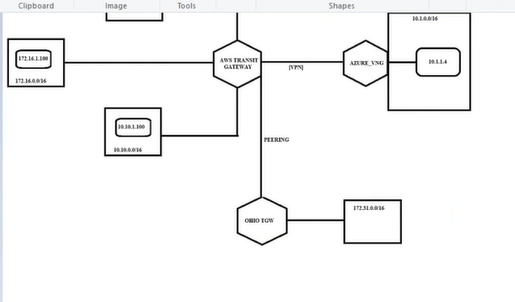 Clipboard Image Tools Shapes
10.1.0.0/16
172.16.1.100
172.16.0.0/16
AWS TRANSIT
GATEWAY
[VPN]
AZURE_VNG
10.1.1.4
10.10.1.100
10.10.0.0/16
PEERING
OHIO TGW
172.31.0.0/16